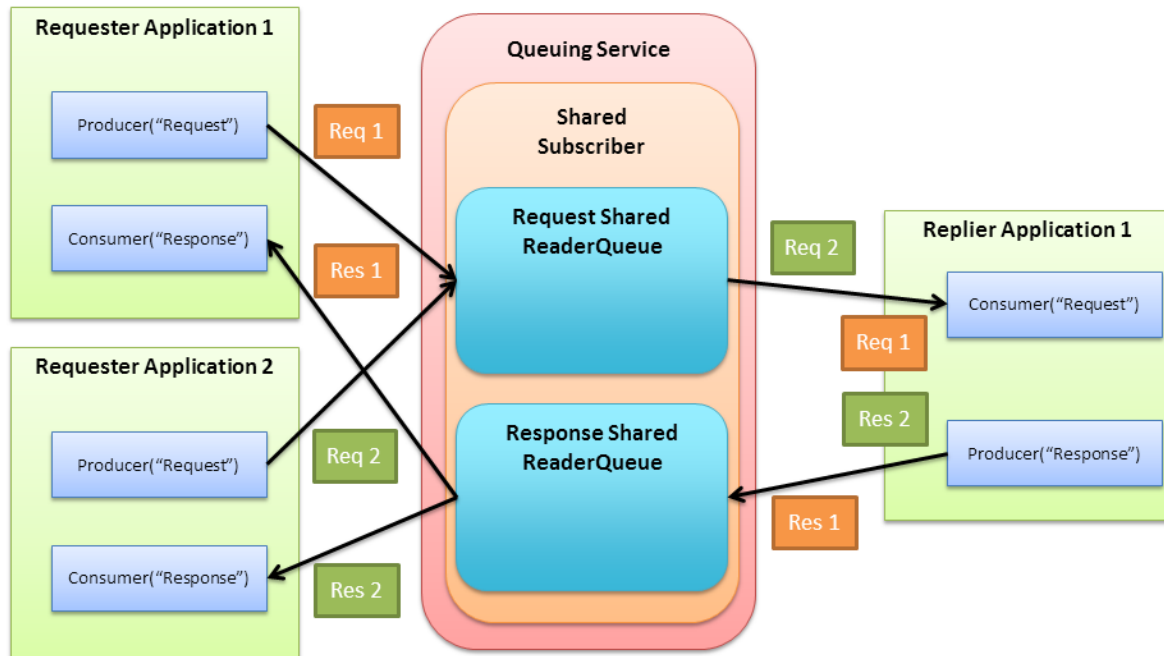 Requester Application 1
Producer(“Request”)
Consumer(“Response”)
Req 1
Res 1
Requester Application 2
Producer(“Request”)
Consumer(“Response”)
Req 2
Res 2
Queuing Service
Shared
Subscriber
Request Shared
ReaderQueue
Response Shared
ReaderQueue
Req 2
Req 1
Res 2
Res 1
Replier Application 1
Consumer(“Request”)
Producer(“Response”)